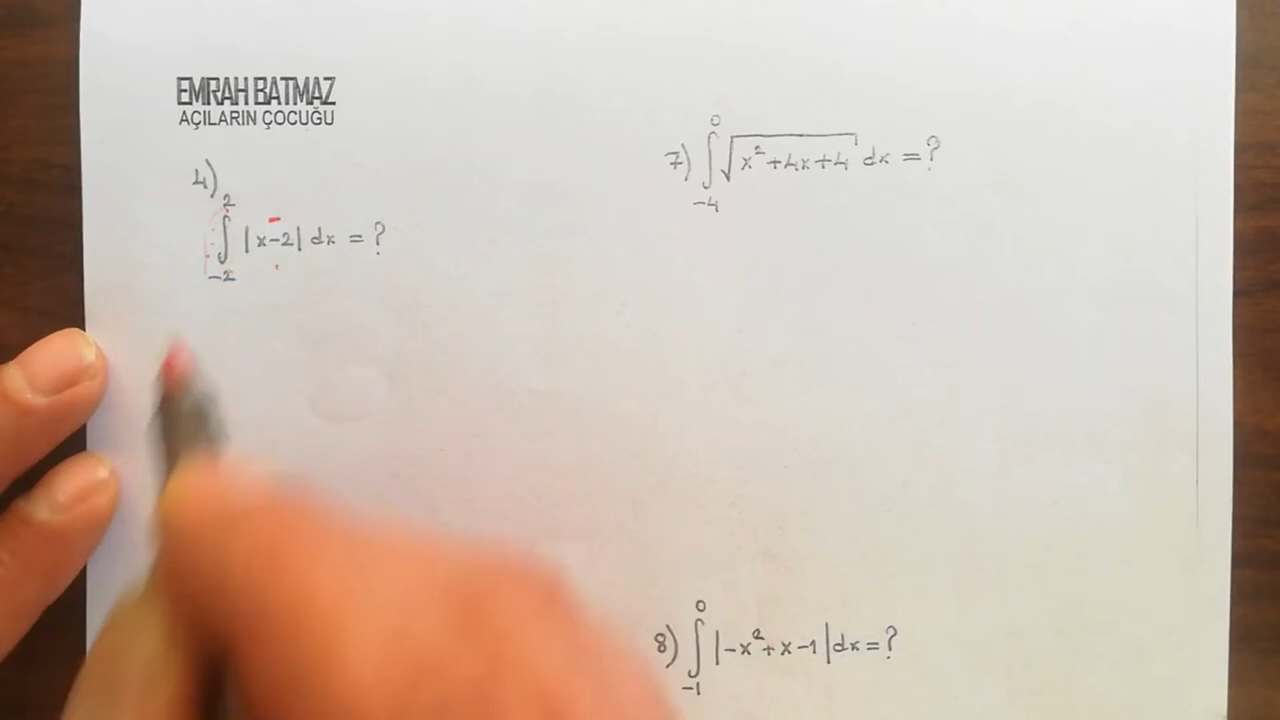 EMRAH BATMAZ
AÇILARIN ÇOCUĞU
4)
∫_{-2}^{2} |x-2| dx = ?
7) ∫_{-4}^{0} √(x²+4x+4) dx = ?
8) ∫_{-1}^{0} |-x²+x-1| dx = ?